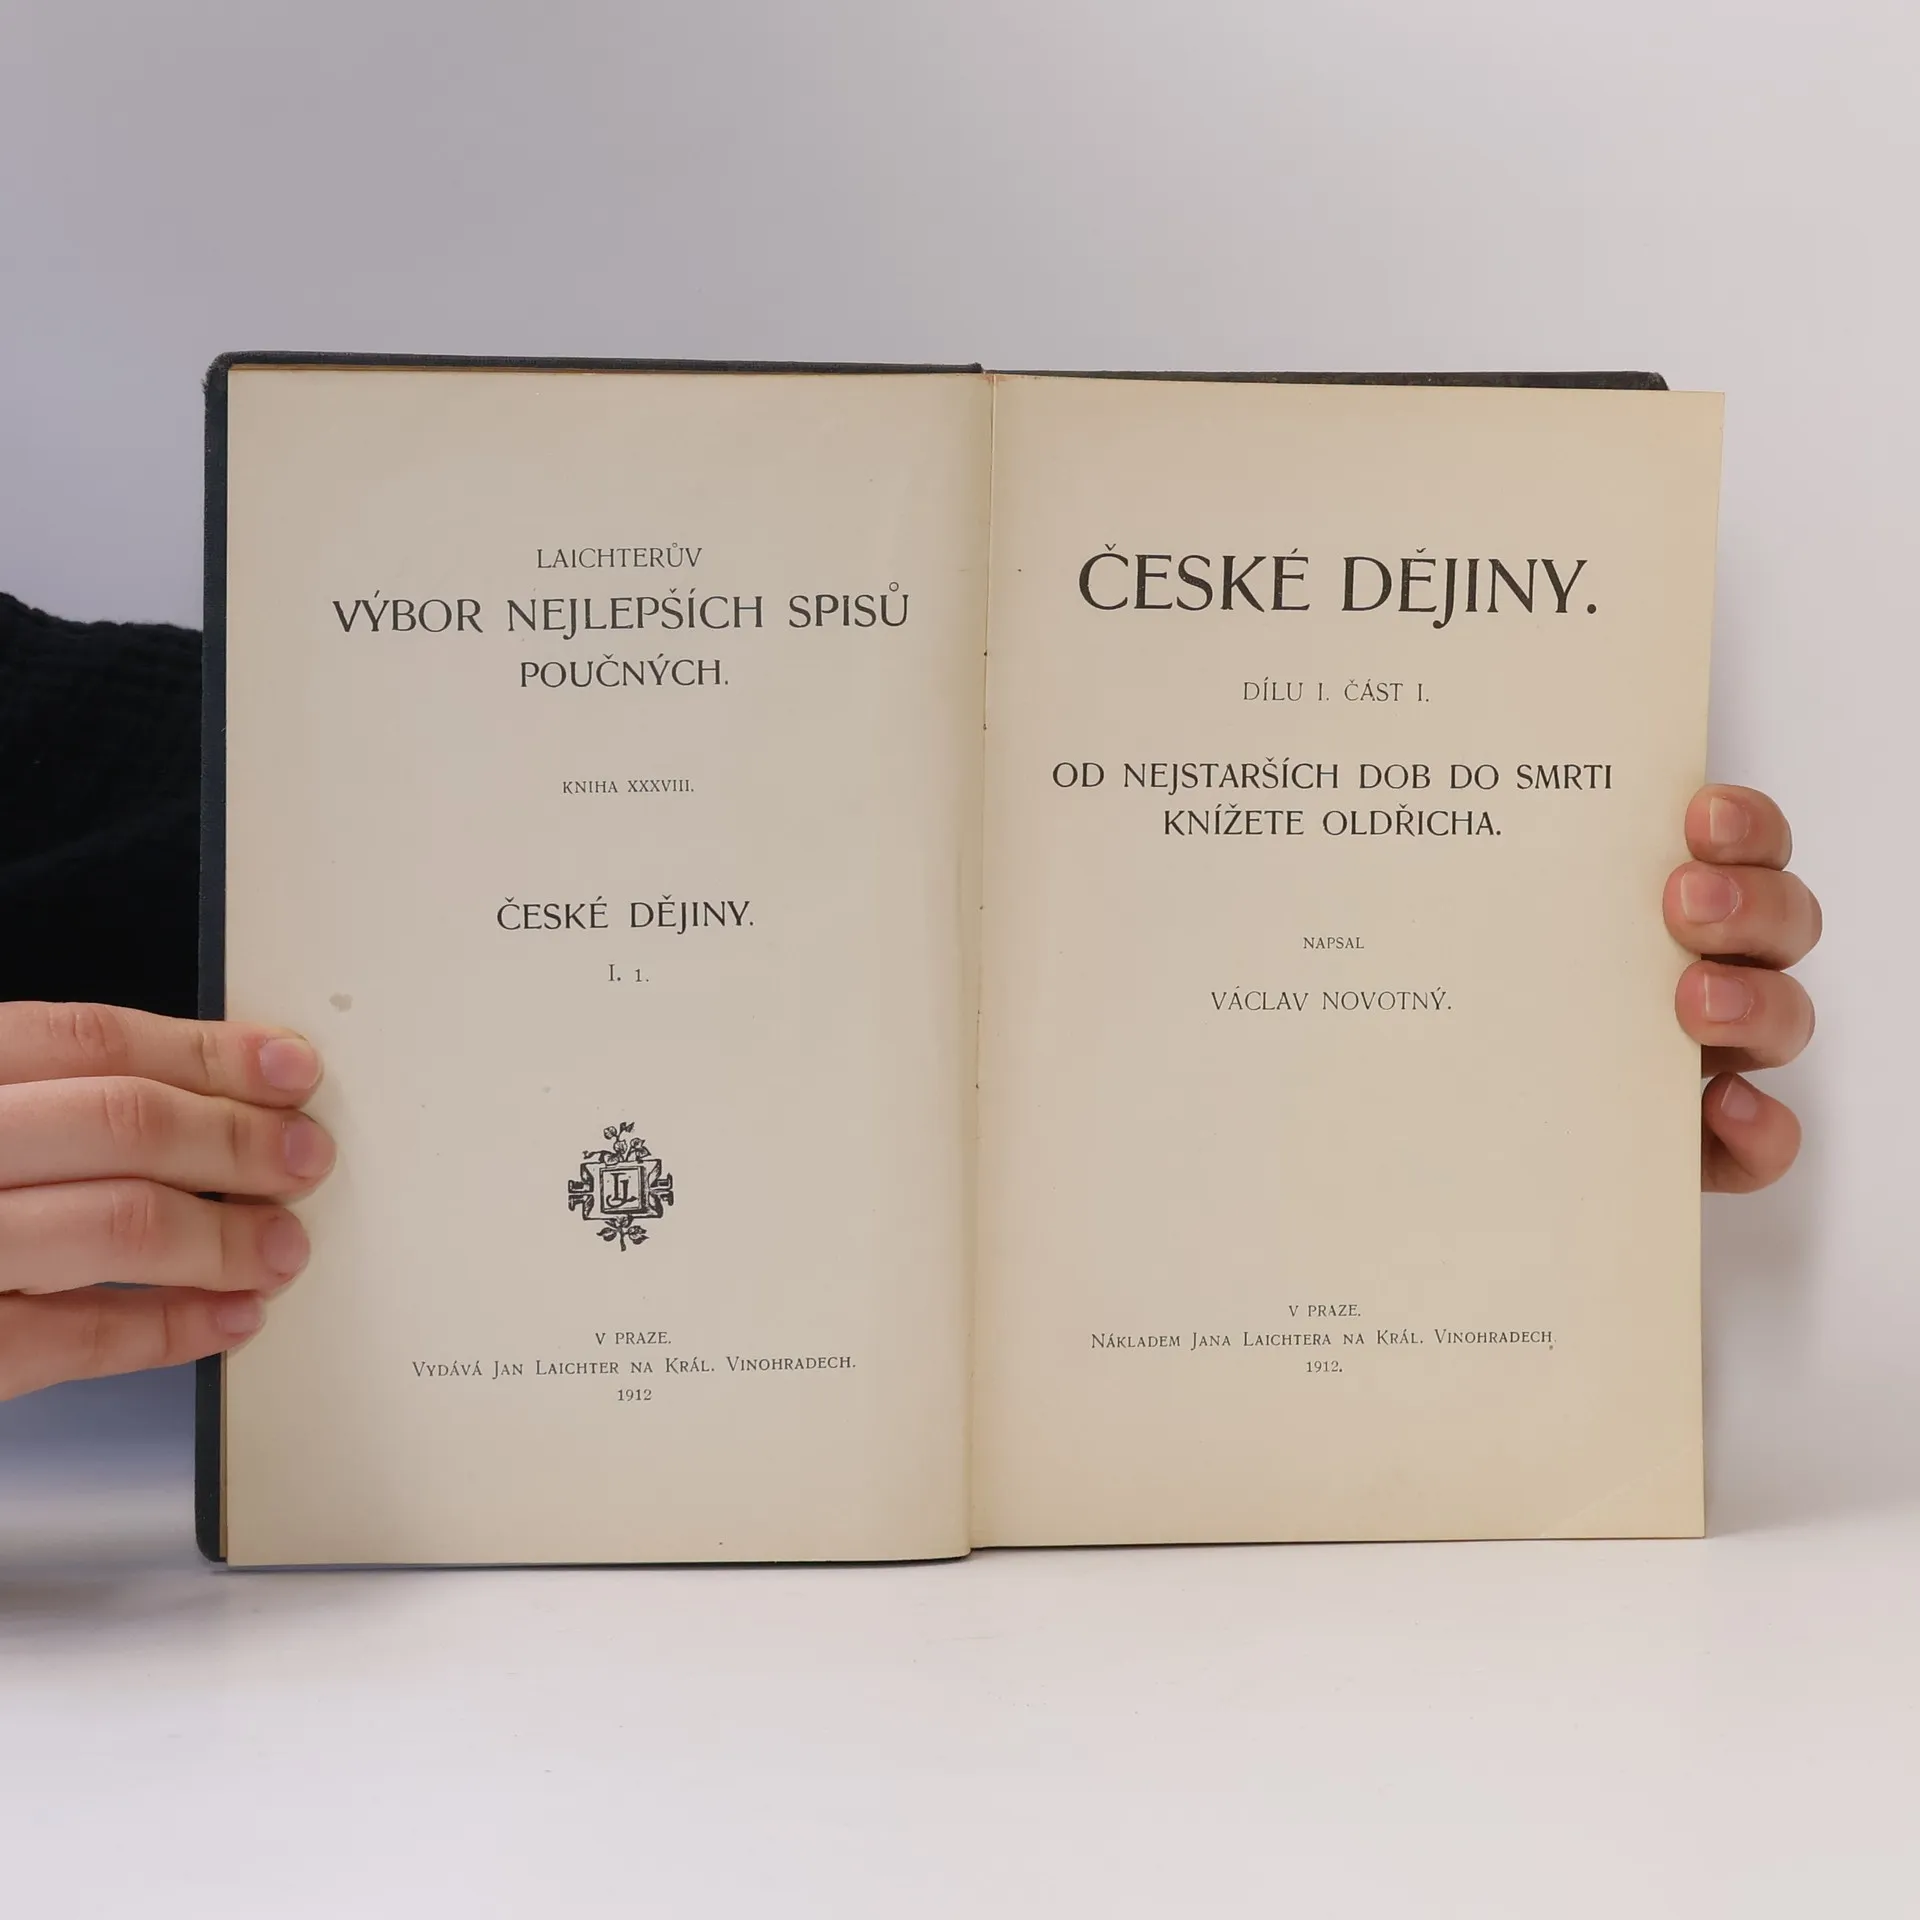 LAICHTERŮV
VÝBOR NEJLEPŠÍCH SPISŮ
POUČNÝCH.
KNIHA XXXVIII.
ČESKÉ DĚJINY.
I. 1.
JL
V PRAZE.
VYDÁVÁ JAN LAICHTER NA KRÁL. VINOHRADECH.
1912
ČESKÉ DĚJINY.
DÍLU I. ČÁST I.
OD NEJSTARŠÍCH DOB DO SMRTI
KNÍŽETE OLDŘICHA.
NAPSAL
VÁCLAV NOVOTNÝ.
V PRAZE.
NÁKLADEM JANA LAICHTERA NA KRÁL. VINOHRADECH.
1912.